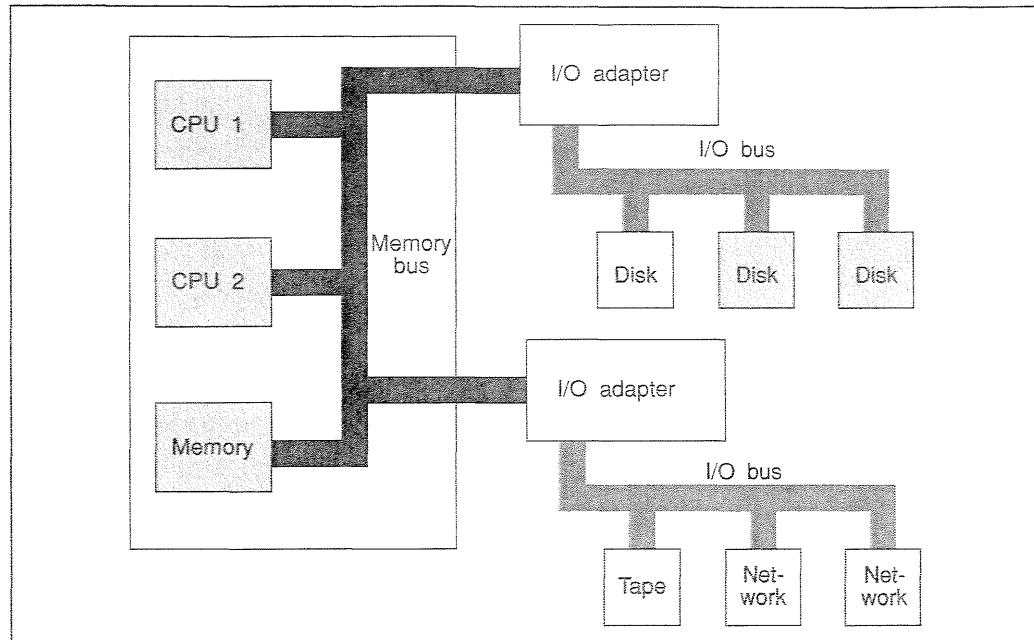 I/O adapter
CPU 1
I/O bus
Memory
bus
CPU 2
Disk
Disk
Disk
I/O adapter
Memory
I/O bus
Tape
Net-
work
Net-
work